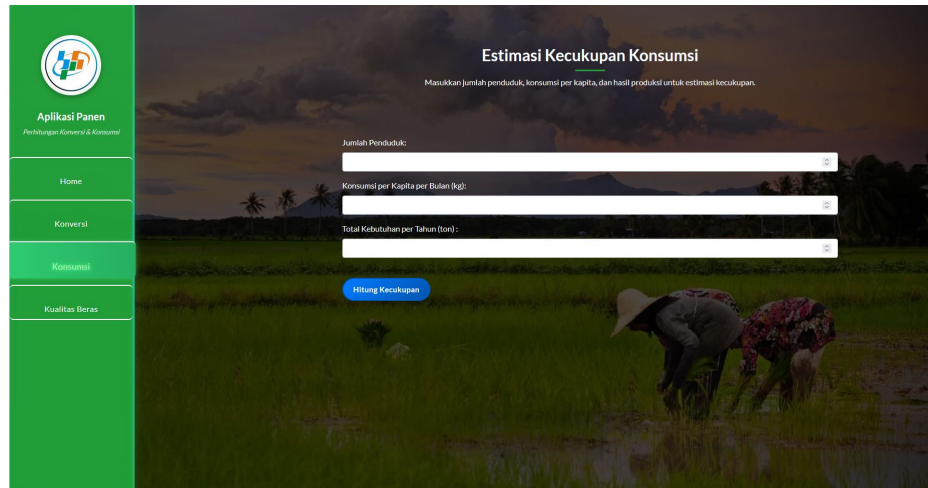 Aplikasi Panen
Perhitungan Konversi & Konsumsi
Home
Konversi
Konsumsi
Kualitas Beras
Estimasi Kecukupan Konsumsi
Masukkan jumlah penduduk, konsumsi per kapita, dan hasil produksi untuk estimasi kecukupan.
Jumlah Penduduk:
Konsumsi per Kapita per Bulan (kg):
Total Kebutuhan per Tahun (ton) :
Hitung Kecukupan